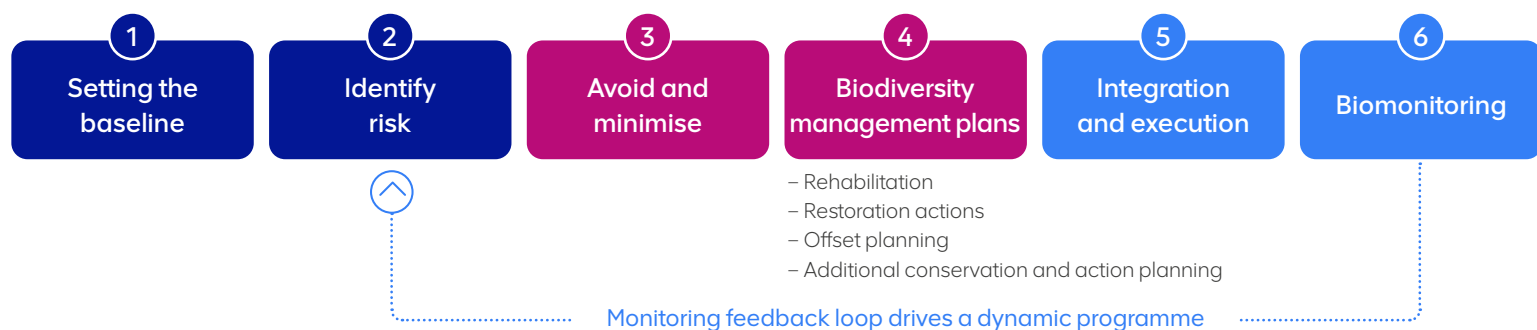 1
Setting the
baseline
2
Identify
risk
3
Avoid and
minimise
4
Biodiversity
management plans
5
Integration
and execution
6
Biomonitoring
– Rehabilitation
– Restoration actions
– Offset planning
– Additional conservation and action planning
Monitoring feedback loop drives a dynamic programme